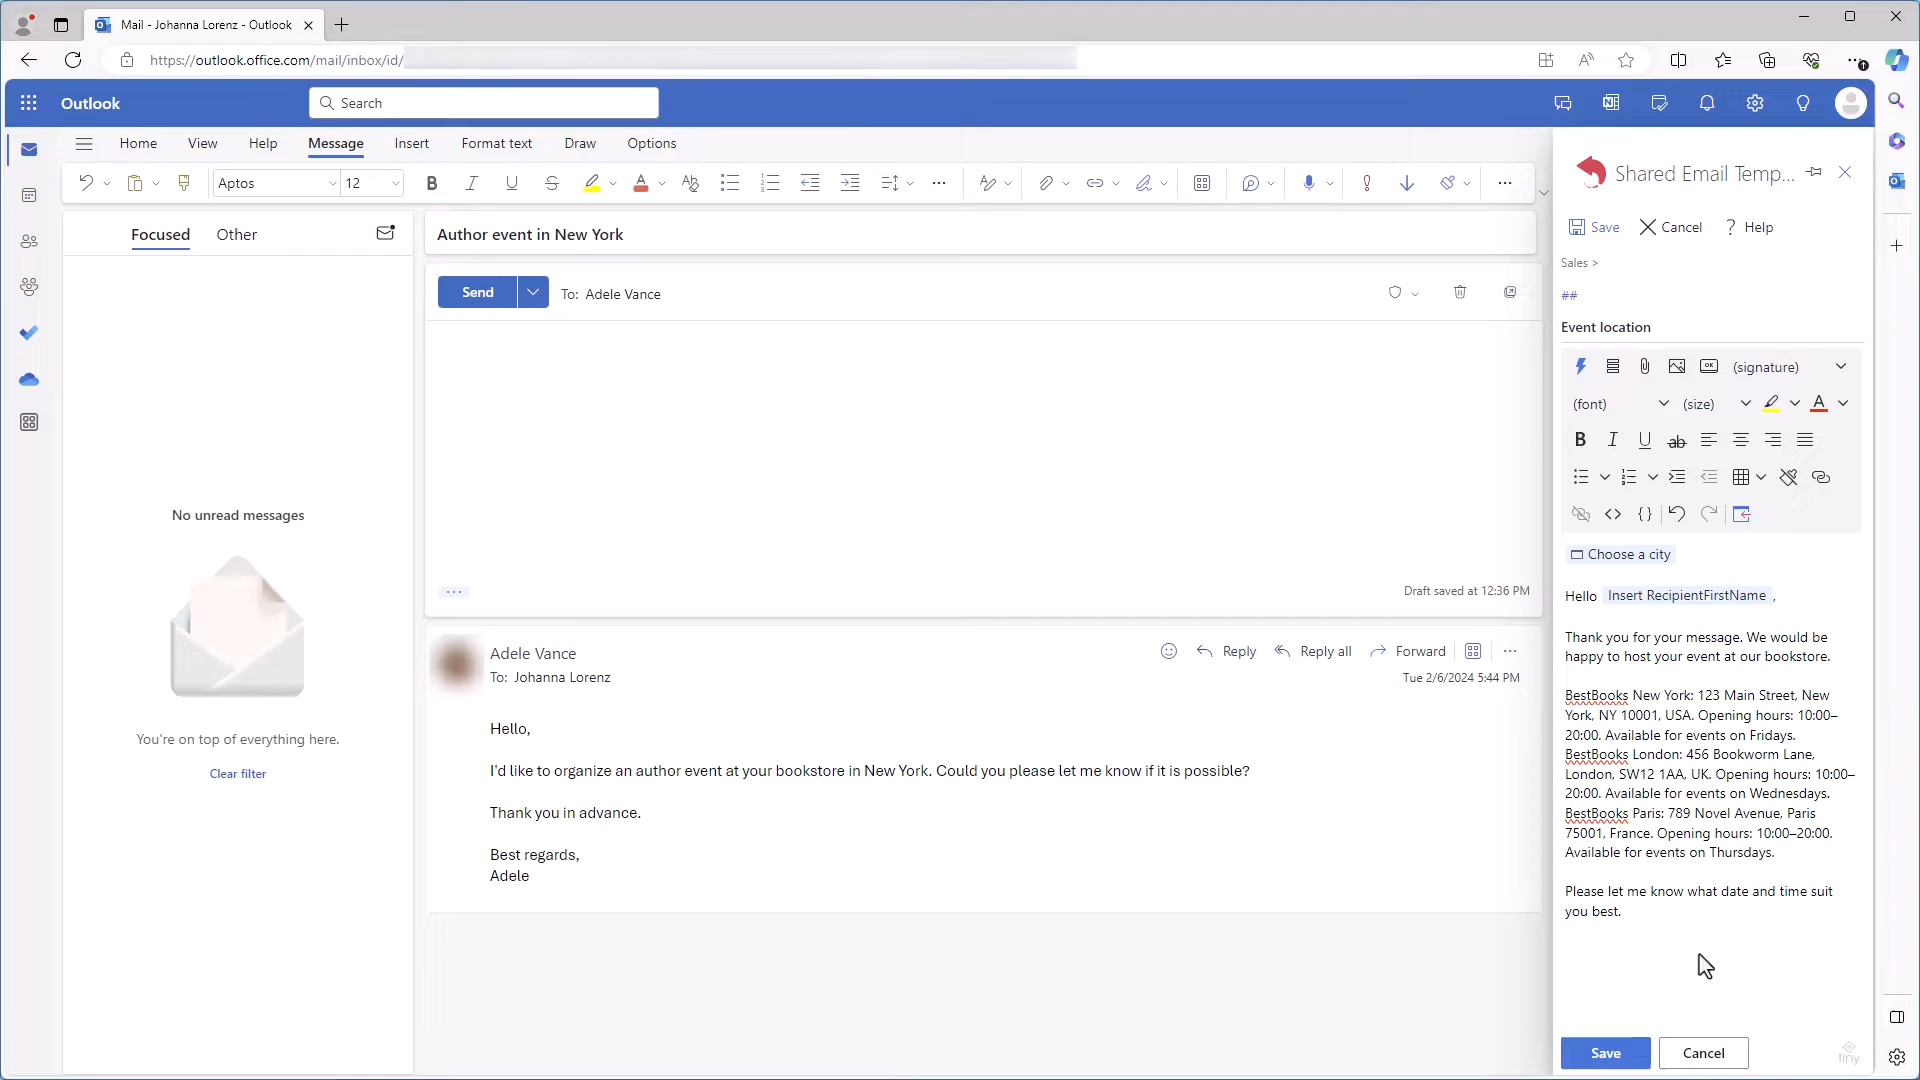 Mail - Johanna Lorenz - Outlook
https://outlook.office.com/mail/inbox/id/
Outlook
Search
Home View Help Message Insert Format text Draw Options
Aptos 12
Focused Other
No unread messages
You're on top of everything here.
Clear filter
Author event in New York
Send To: Adele Vance
Draft saved at 12:36 PM
Adele Vance
To: Johanna Lorenz
Reply Reply all Forward
Tue 2/6/2024 5:44 PM
Hello,
I'd like to organize an author event at your bookstore in New York. Could you please let me know if it is possible?
Thank you in advance.
Best regards,
Adele
Shared Email Temp...
Save Cancel ? Help
Sales >
##
Event location
(signature)
(font) (size)
Choose a city
Hello Insert RecipientFirstName ,
Thank you for your message. We would be
happy to host your event at our bookstore.
BestBooks New York: 123 Main Street, New
York, NY 10001, USA. Opening hours: 10:00–
20:00. Available for events on Fridays.
BestBooks London: 456 Bookworm Lane,
London, SW12 1AA, UK. Opening hours: 10:00–
20:00. Available for events on Wednesdays.
BestBooks Paris: 789 Novel Avenue, Paris
75001, France. Opening hours: 10:00–20:00.
Available for events on Thursdays.
Please let me know what date and time suit
you best.
Save Cancel
tiny